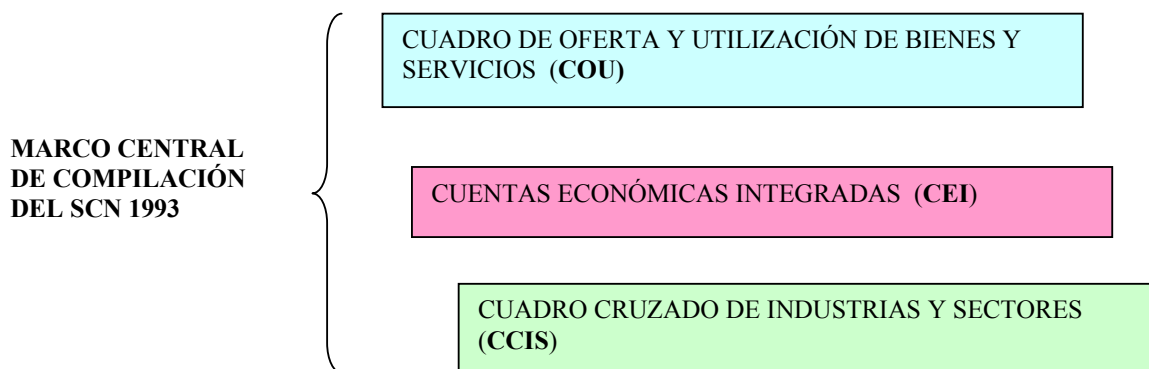 MARCO CENTRAL
DE COMPILACIÓN
DEL SCN 1993
CUADRO DE OFERTA Y UTILIZACIÓN DE BIENES Y
SERVICIOS (COU)
CUENTAS ECONÓMICAS INTEGRADAS (CEI)
CUADRO CRUZADO DE INDUSTRIAS Y SECTORES
(CCIS)